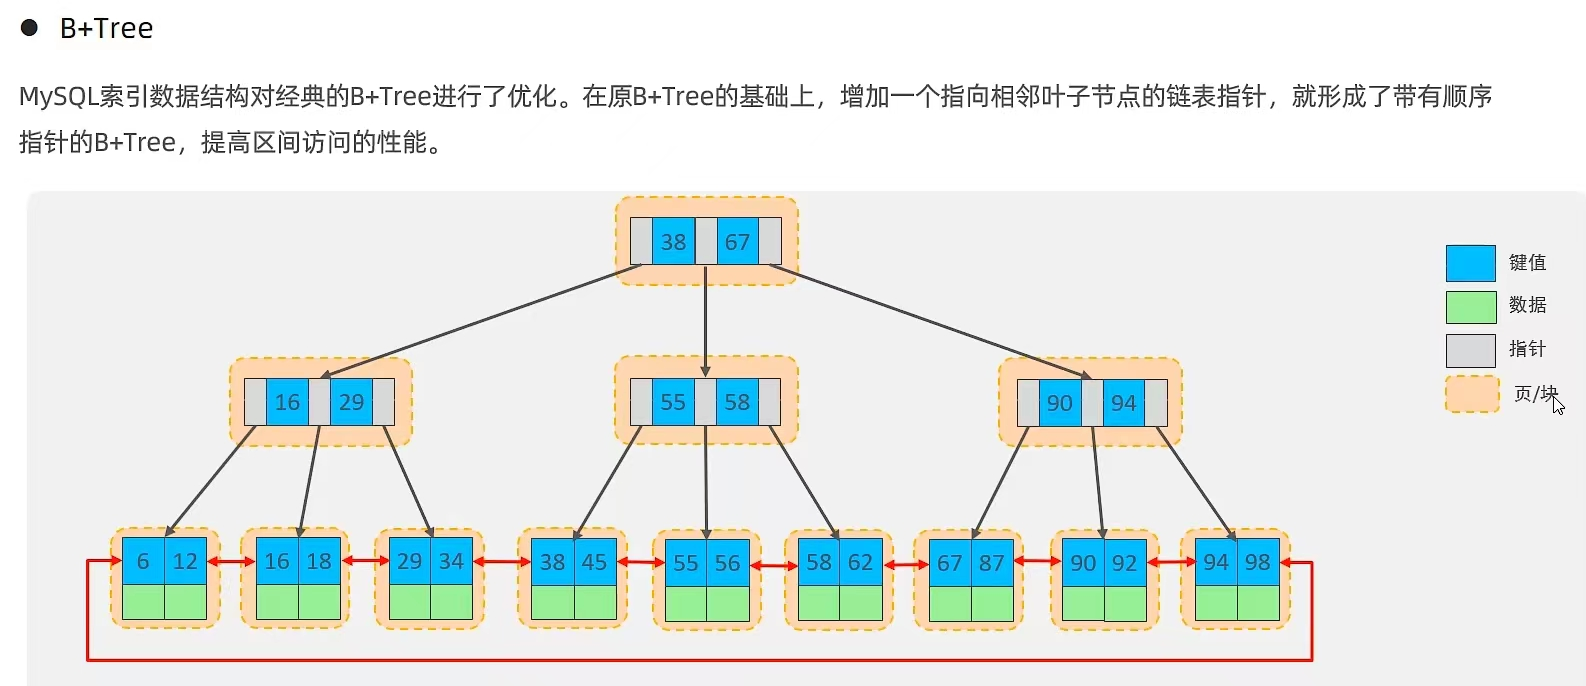 ● B+Tree
MySQL索引数据结构对经典的B+Tree进行了优化。在原B+Tree的基础上，增加一个指向相邻叶子节点的链表指针，就形成了带有顺序
指针的B+Tree，提高区间访问的性能。
38 67
键值
数据
指针
页/块
16 29 55 58 90 94
6 12 16 18 29 34 38 45 55 56 58 62 67 87 90 92 94 98